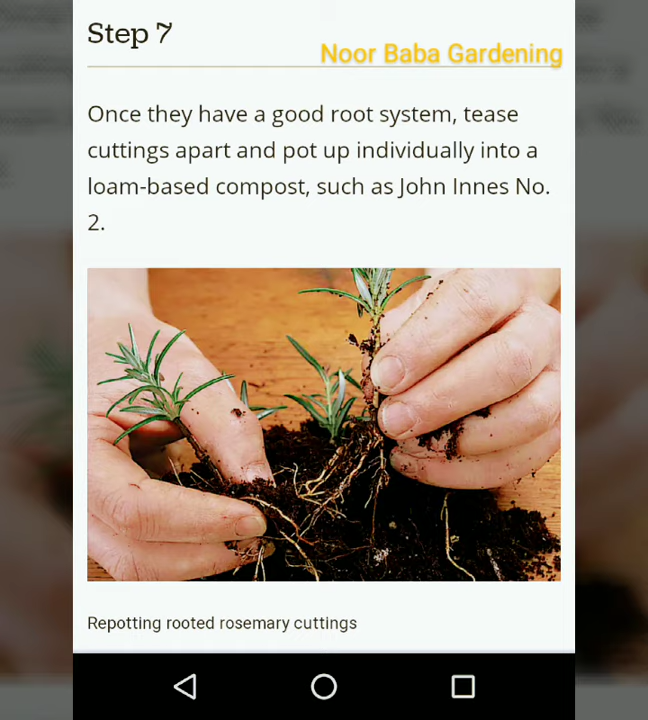 Step 7
Noor Baba Gardening
Once they have a good root system, tease
cuttings apart and pot up individually into a
loam-based compost, such as John Innes No.
2.
Repotting rooted rosemary cuttings